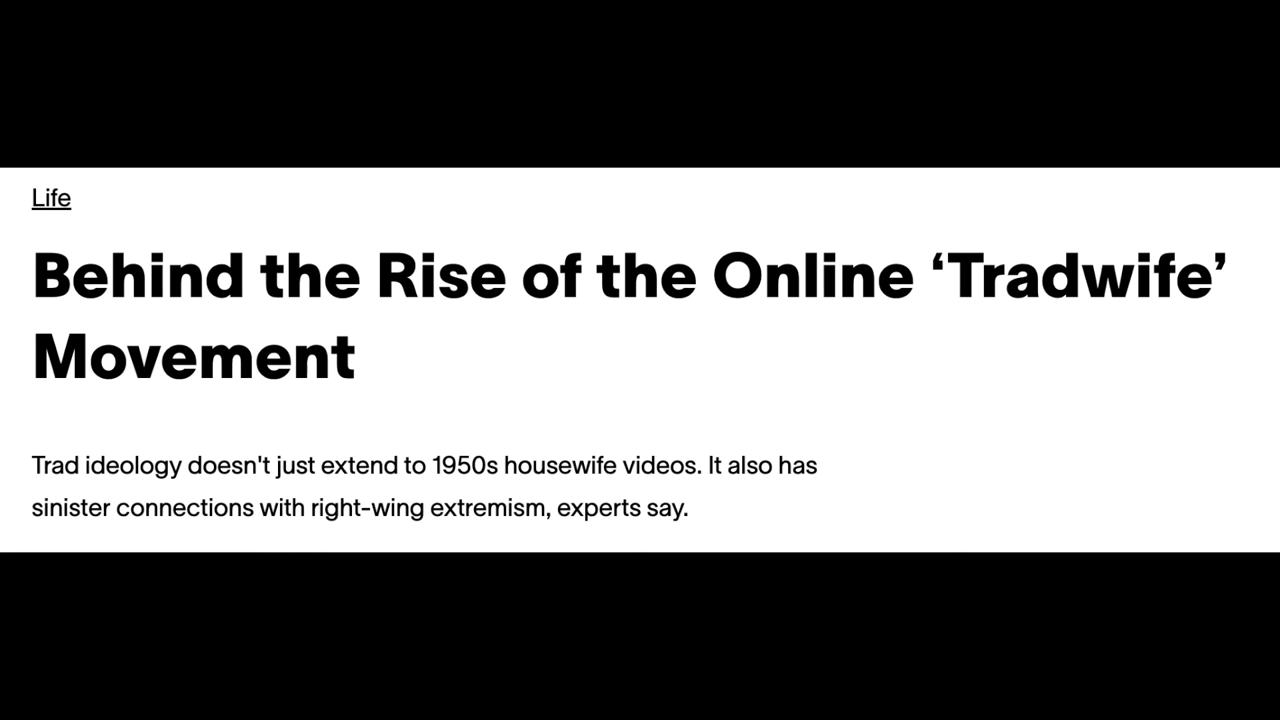 Life
Behind the Rise of the Online ‘Tradwife’
Movement
Trad ideology doesn't just extend to 1950s housewife videos. It also has
sinister connections with right-wing extremism, experts say.